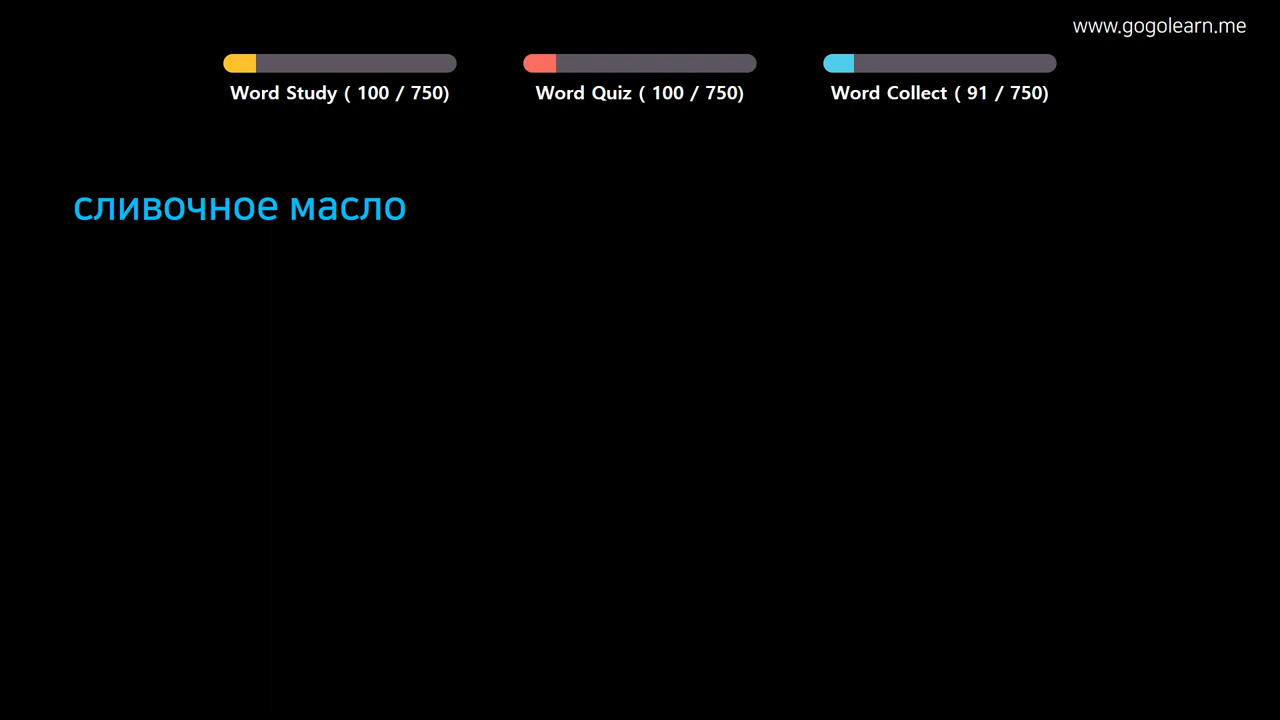 www.gogolearn.me
Word Study ( 100 / 750)
Word Quiz ( 100 / 750)
Word Collect ( 91 / 750)
сливочное масло